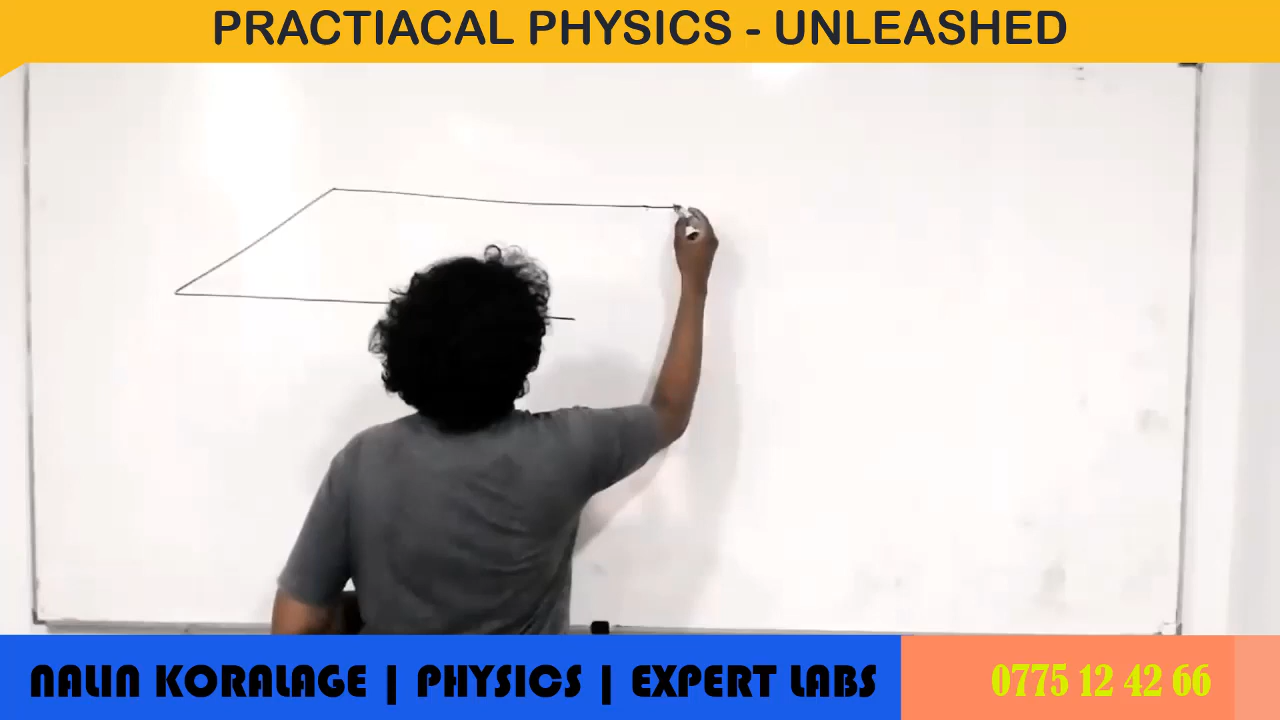 PRACTIACAL PHYSICS - UNLEASHED
NALIN KORALAGE | PHYSICS | EXPERT LABS
0775 12 42 66